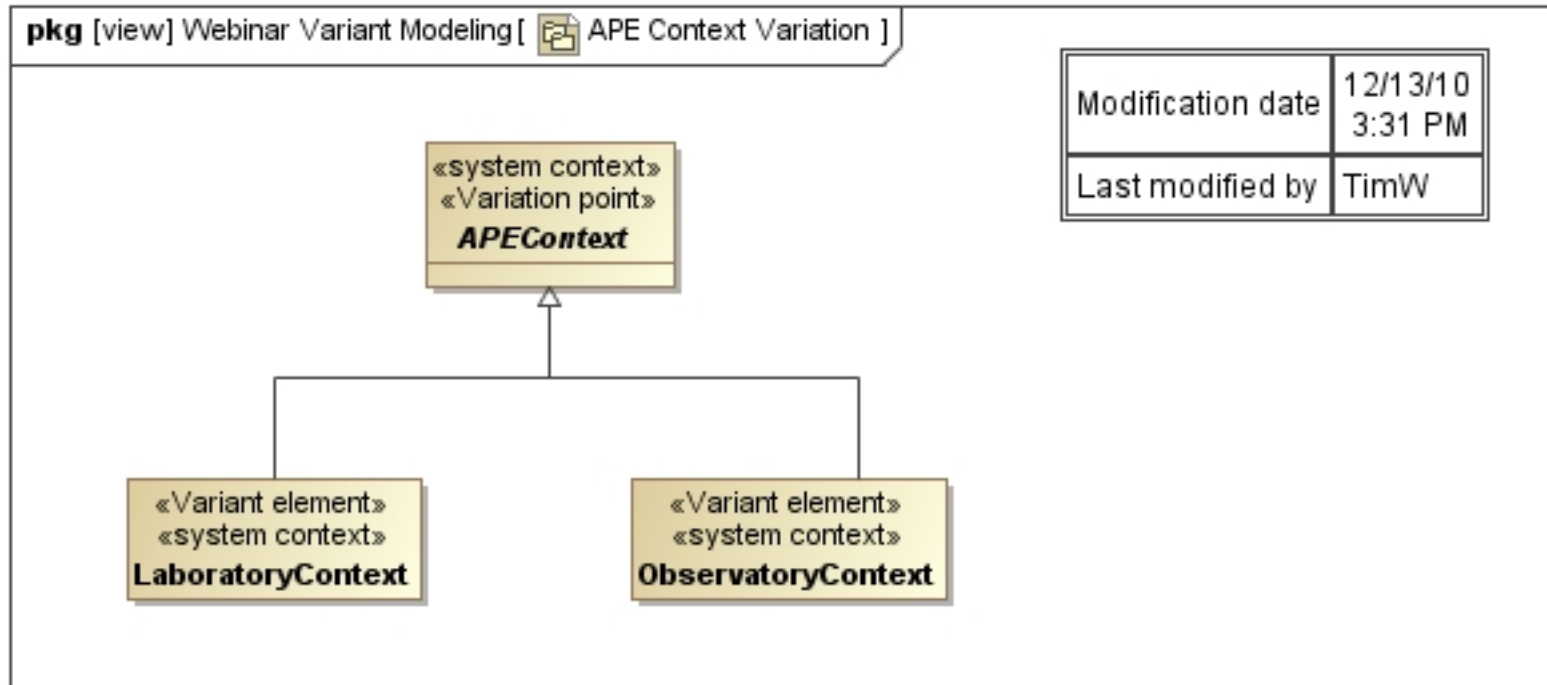 pkg [view] Webinar Variant Modeling [ APE Context Variation ]
Modification date
12/13/10
3:31 PM
Last modified by
TimW
«system context»
«Variation point»
APEContext
«Variant element»
«system context»
LaboratoryContext
«Variant element»
«system context»
ObservatoryContext